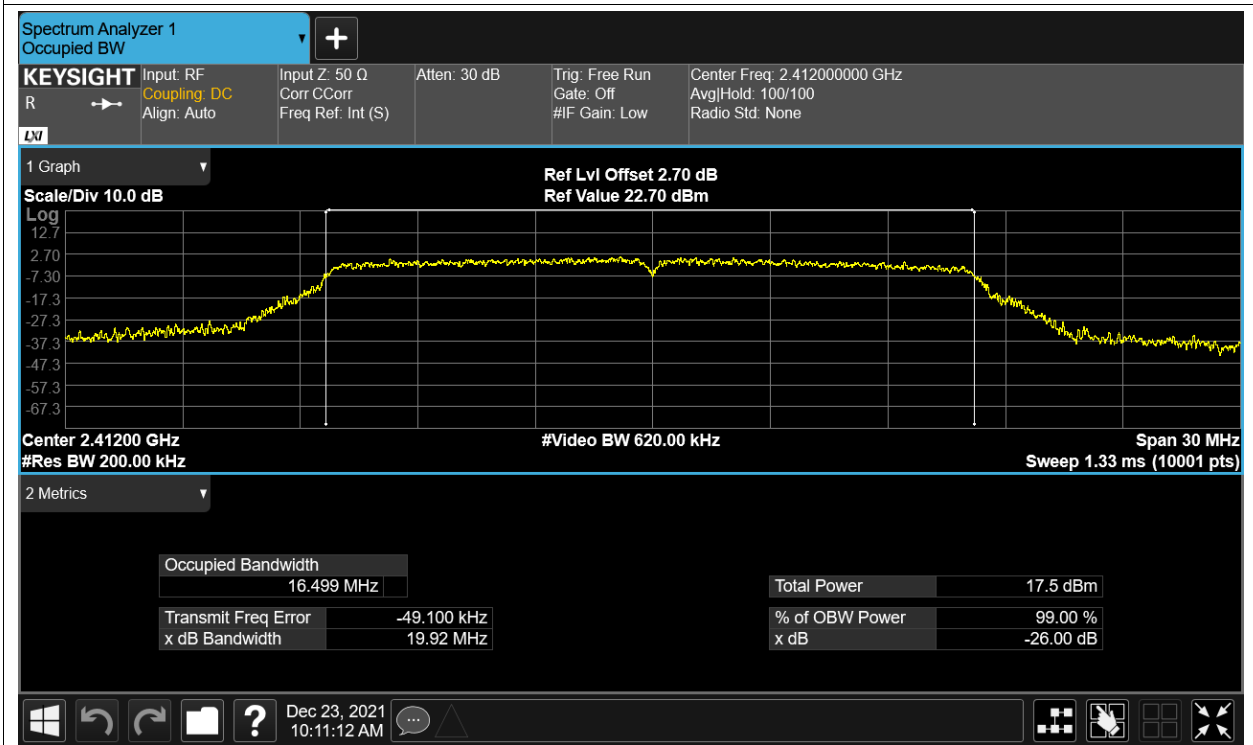 Spectrum Analyzer 1
Occupied BW
KEYSIGHT
R
LXI
Input: RF
Coupling: DC
Align: Auto
Input Z: 50 Ω
Corr CCorr
Freq Ref: Int (S)
Atten: 30 dB
Trig: Free Run
Gate: Off
#IF Gain: Low
Center Freq: 2.412000000 GHz
Avg|Hold: 100/100
Radio Std: None
1 Graph
Scale/Div 10.0 dB
Ref Lvl Offset 2.70 dB
Ref Value 22.70 dBm
Log
12.7
2.70
-7.30
-17.3
-27.3
-37.3
-47.3
-57.3
-67.3
Center 2.41200 GHz
#Video BW 620.00 kHz
Span 30 MHz
#Res BW 200.00 kHz
Sweep 1.33 ms (10001 pts)
2 Metrics
Occupied Bandwidth
16.499 MHz
Transmit Freq Error -49.100 kHz
x dB Bandwidth 19.92 MHz
Total Power 17.5 dBm
% of OBW Power 99.00 %
x dB -26.00 dB
?
Dec 23, 2021
10:11:12 AM